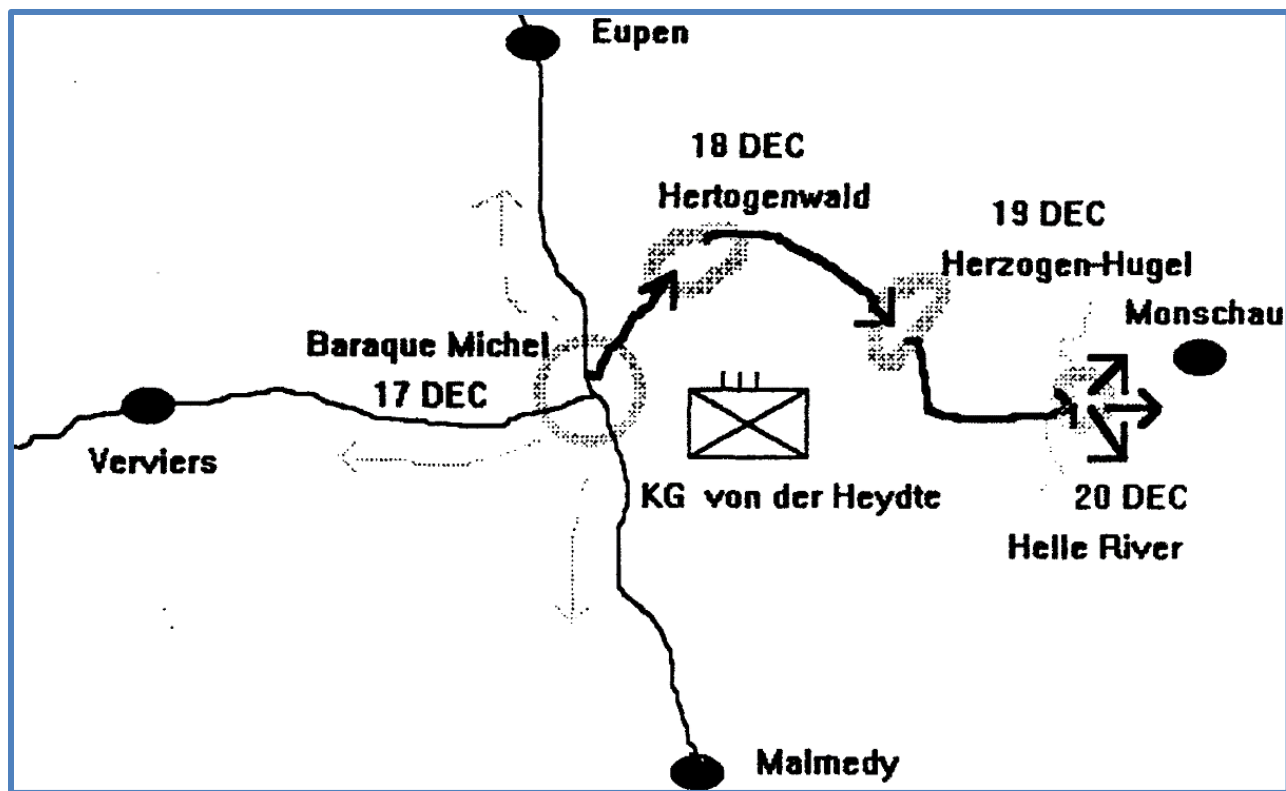 Eupen
18 DEC
Hertogenwald
19 DEC
Herzogen-Hugel
Monschau
Baraque Michel
17 DEC
Verviers
KG von der Heydte
20 DEC
Helle River
Malmedy